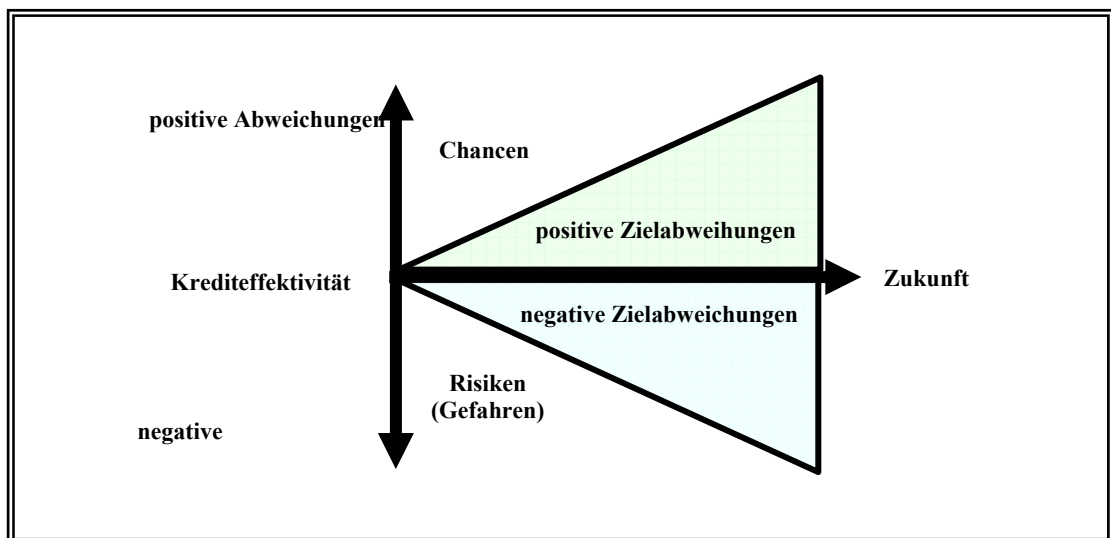 positive Abweichungen
Chancen
positive Zielabweihungen
Krediteffektivität
Zukunft
negative Zielabweichungen
Risiken
(Gefahren)
negative